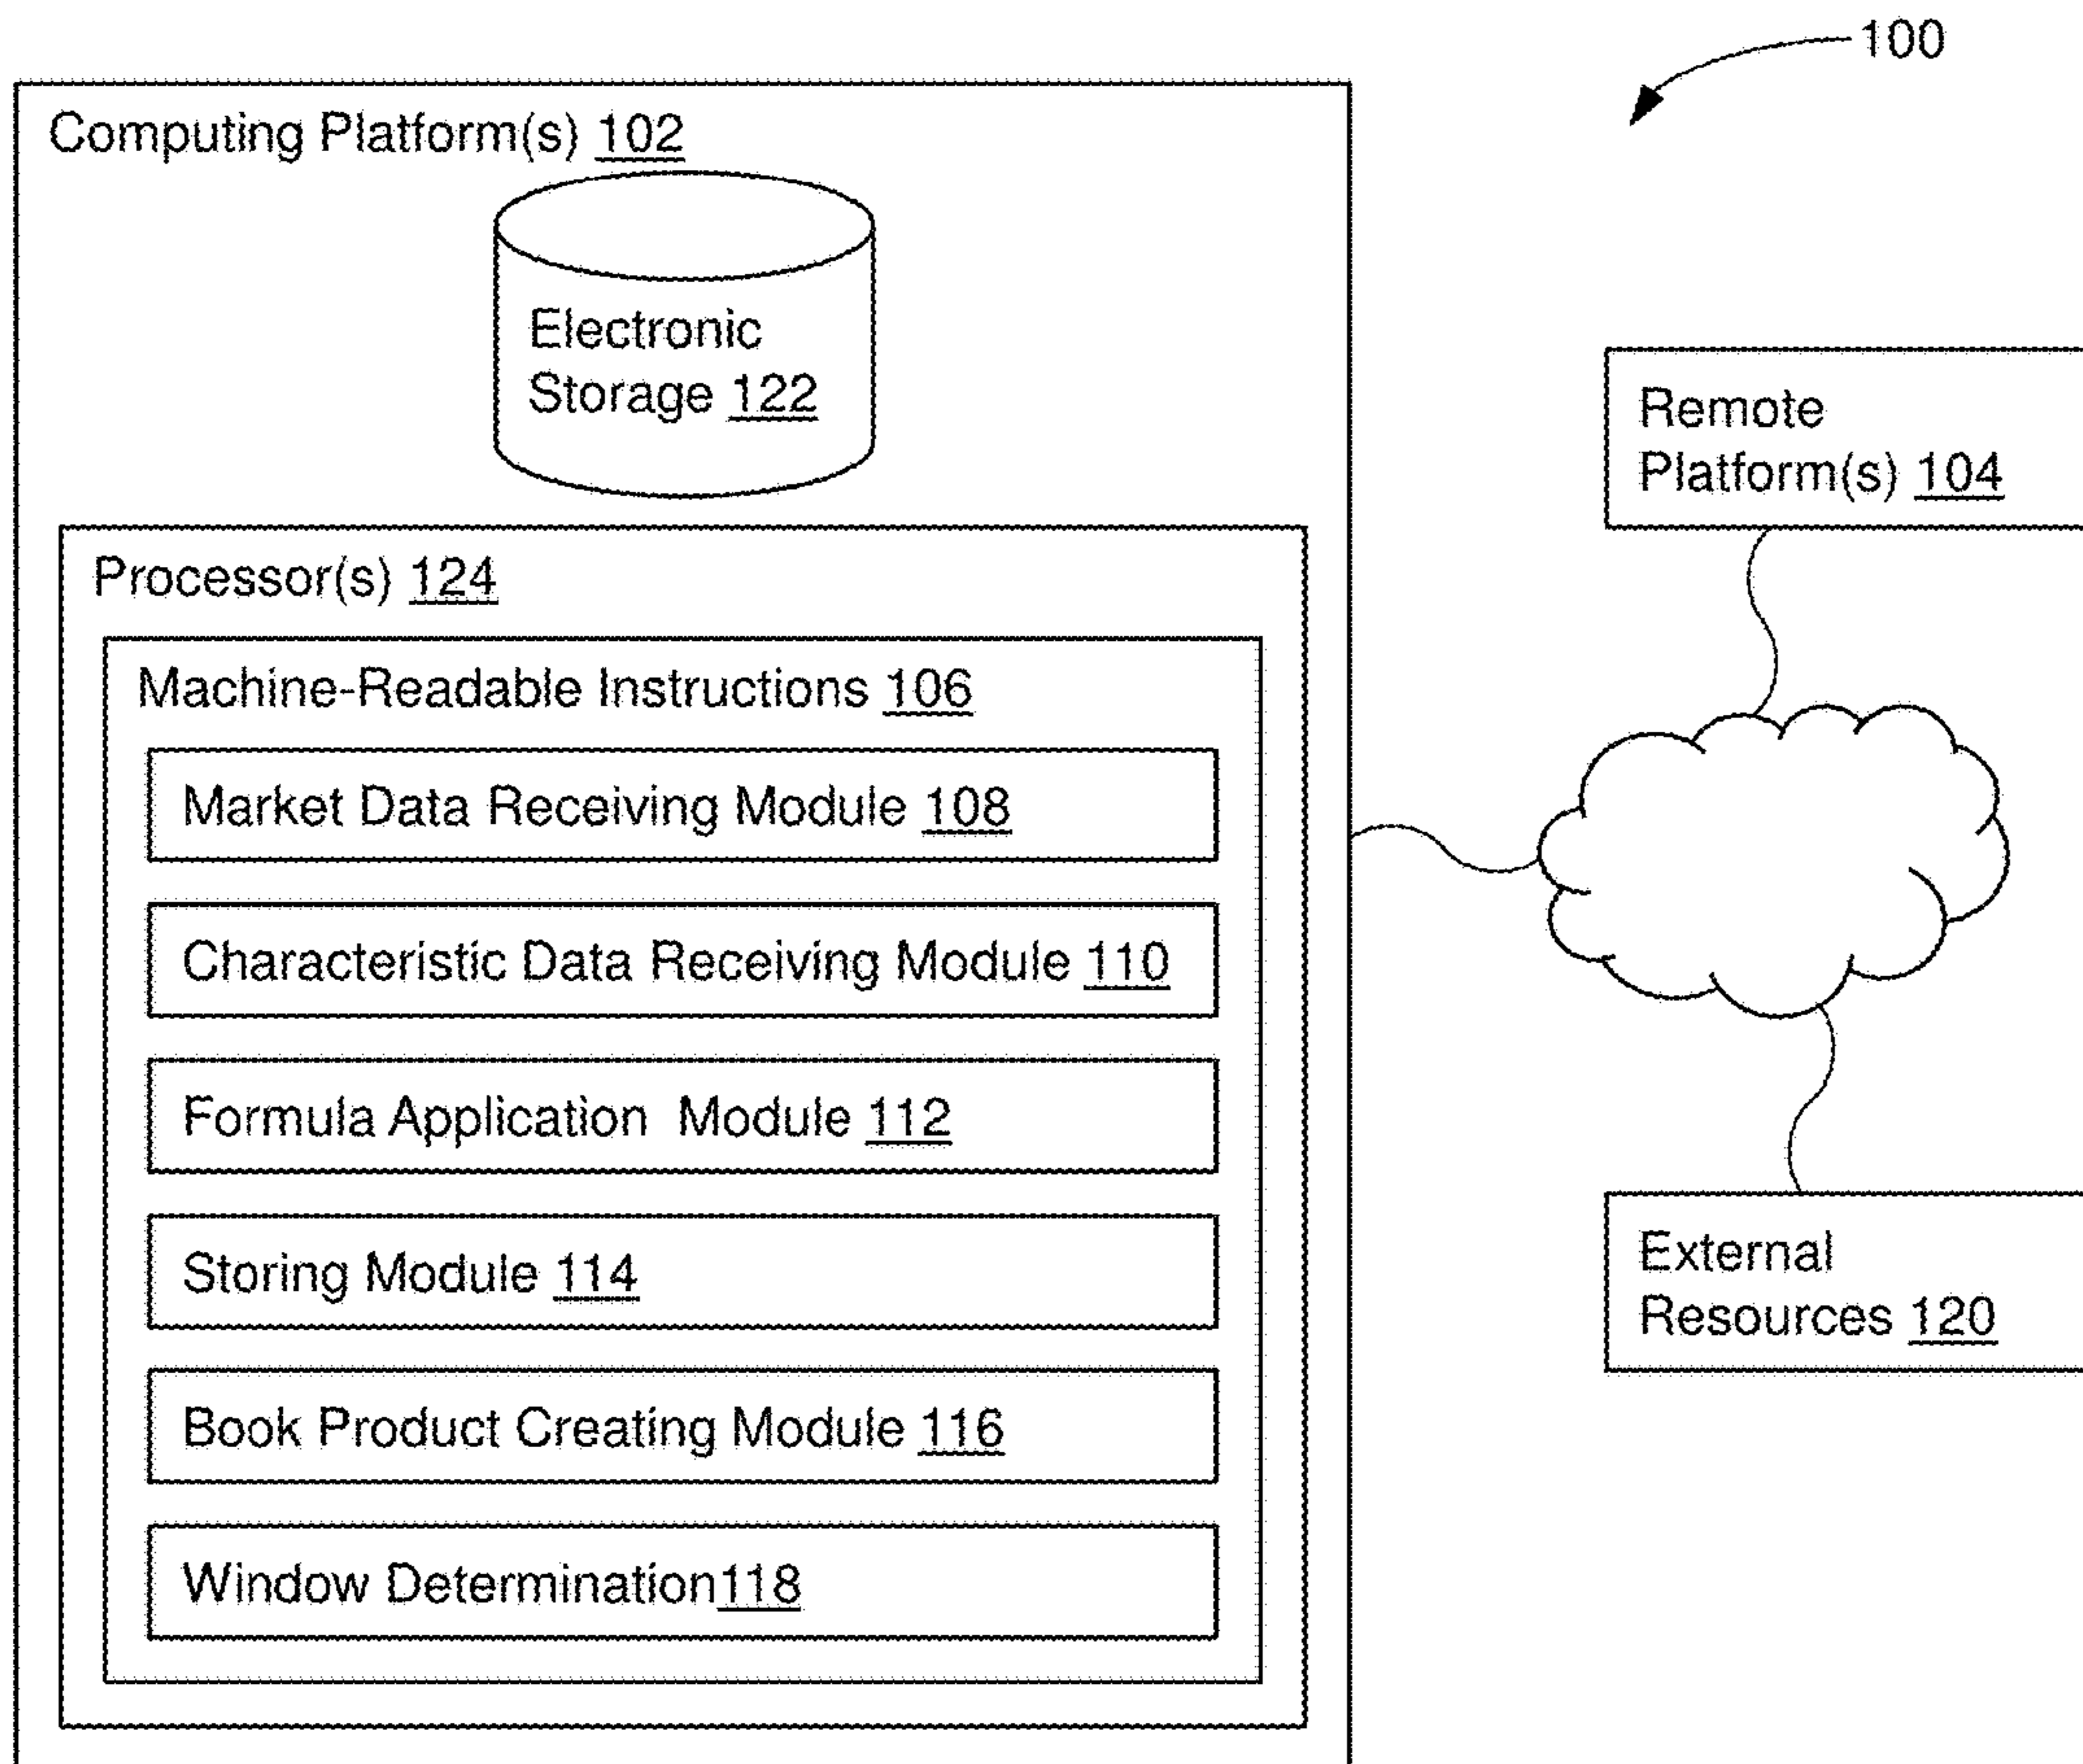 100
Computing Platform(s) 102
Electronic
Storage 122
Remote
Platform(s) 104
Processor(s) 124
Machine-Readable Instructions 106
Market Data Receiving Module 108
Characteristic Data Receiving Module 110
Formula Application  Module 112
Storing Module 114
External
Resources 120
Book Product Creating Module 116
Window Determination118